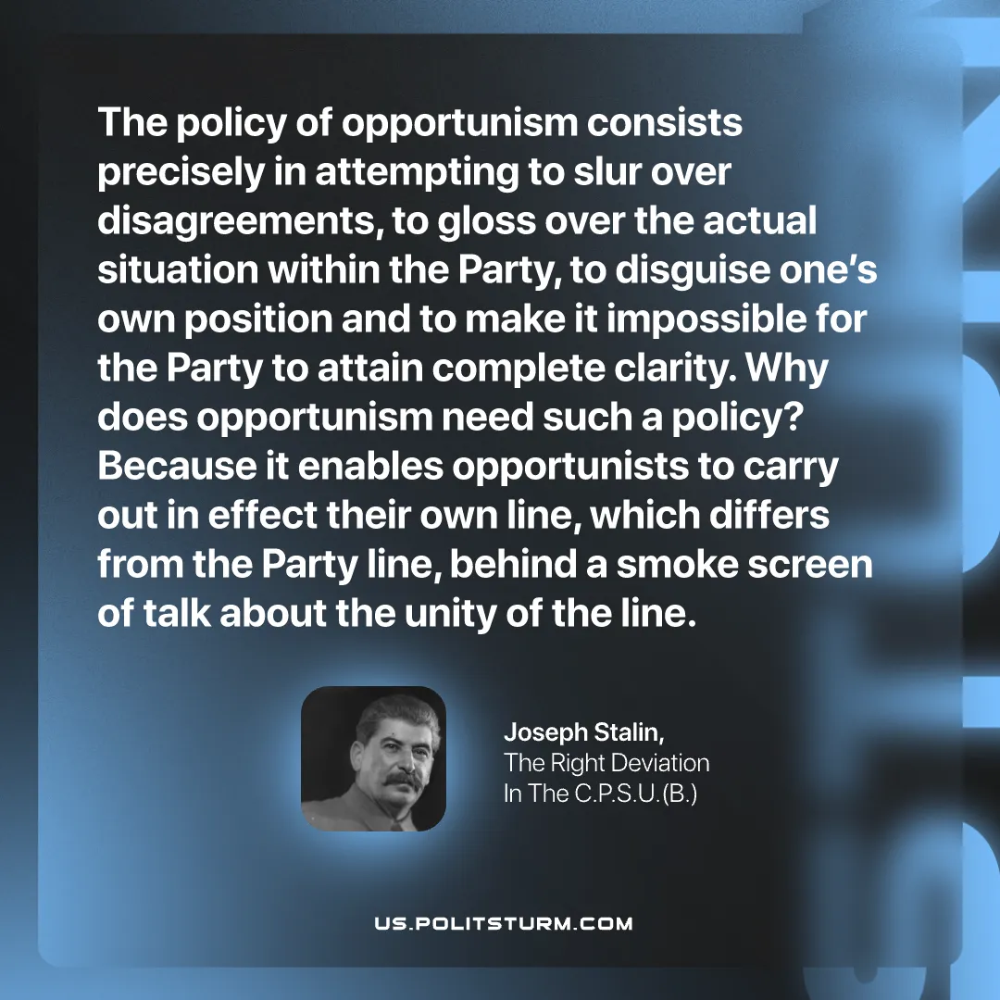 The policy of opportunism consists
precisely in attempting to slur over
disagreements, to gloss over the actual
situation within the Party, to disguise one’s
own position and to make it impossible for
the Party to attain complete clarity. Why
does opportunism need such a policy?
Because it enables opportunists to carry
out in effect their own line, which differs
from the Party line, behind a smoke screen
of talk about the unity of the line.
Joseph Stalin,
The Right Deviation
In The C.P.S.U.(B.)
US.POLITSTURM.COM